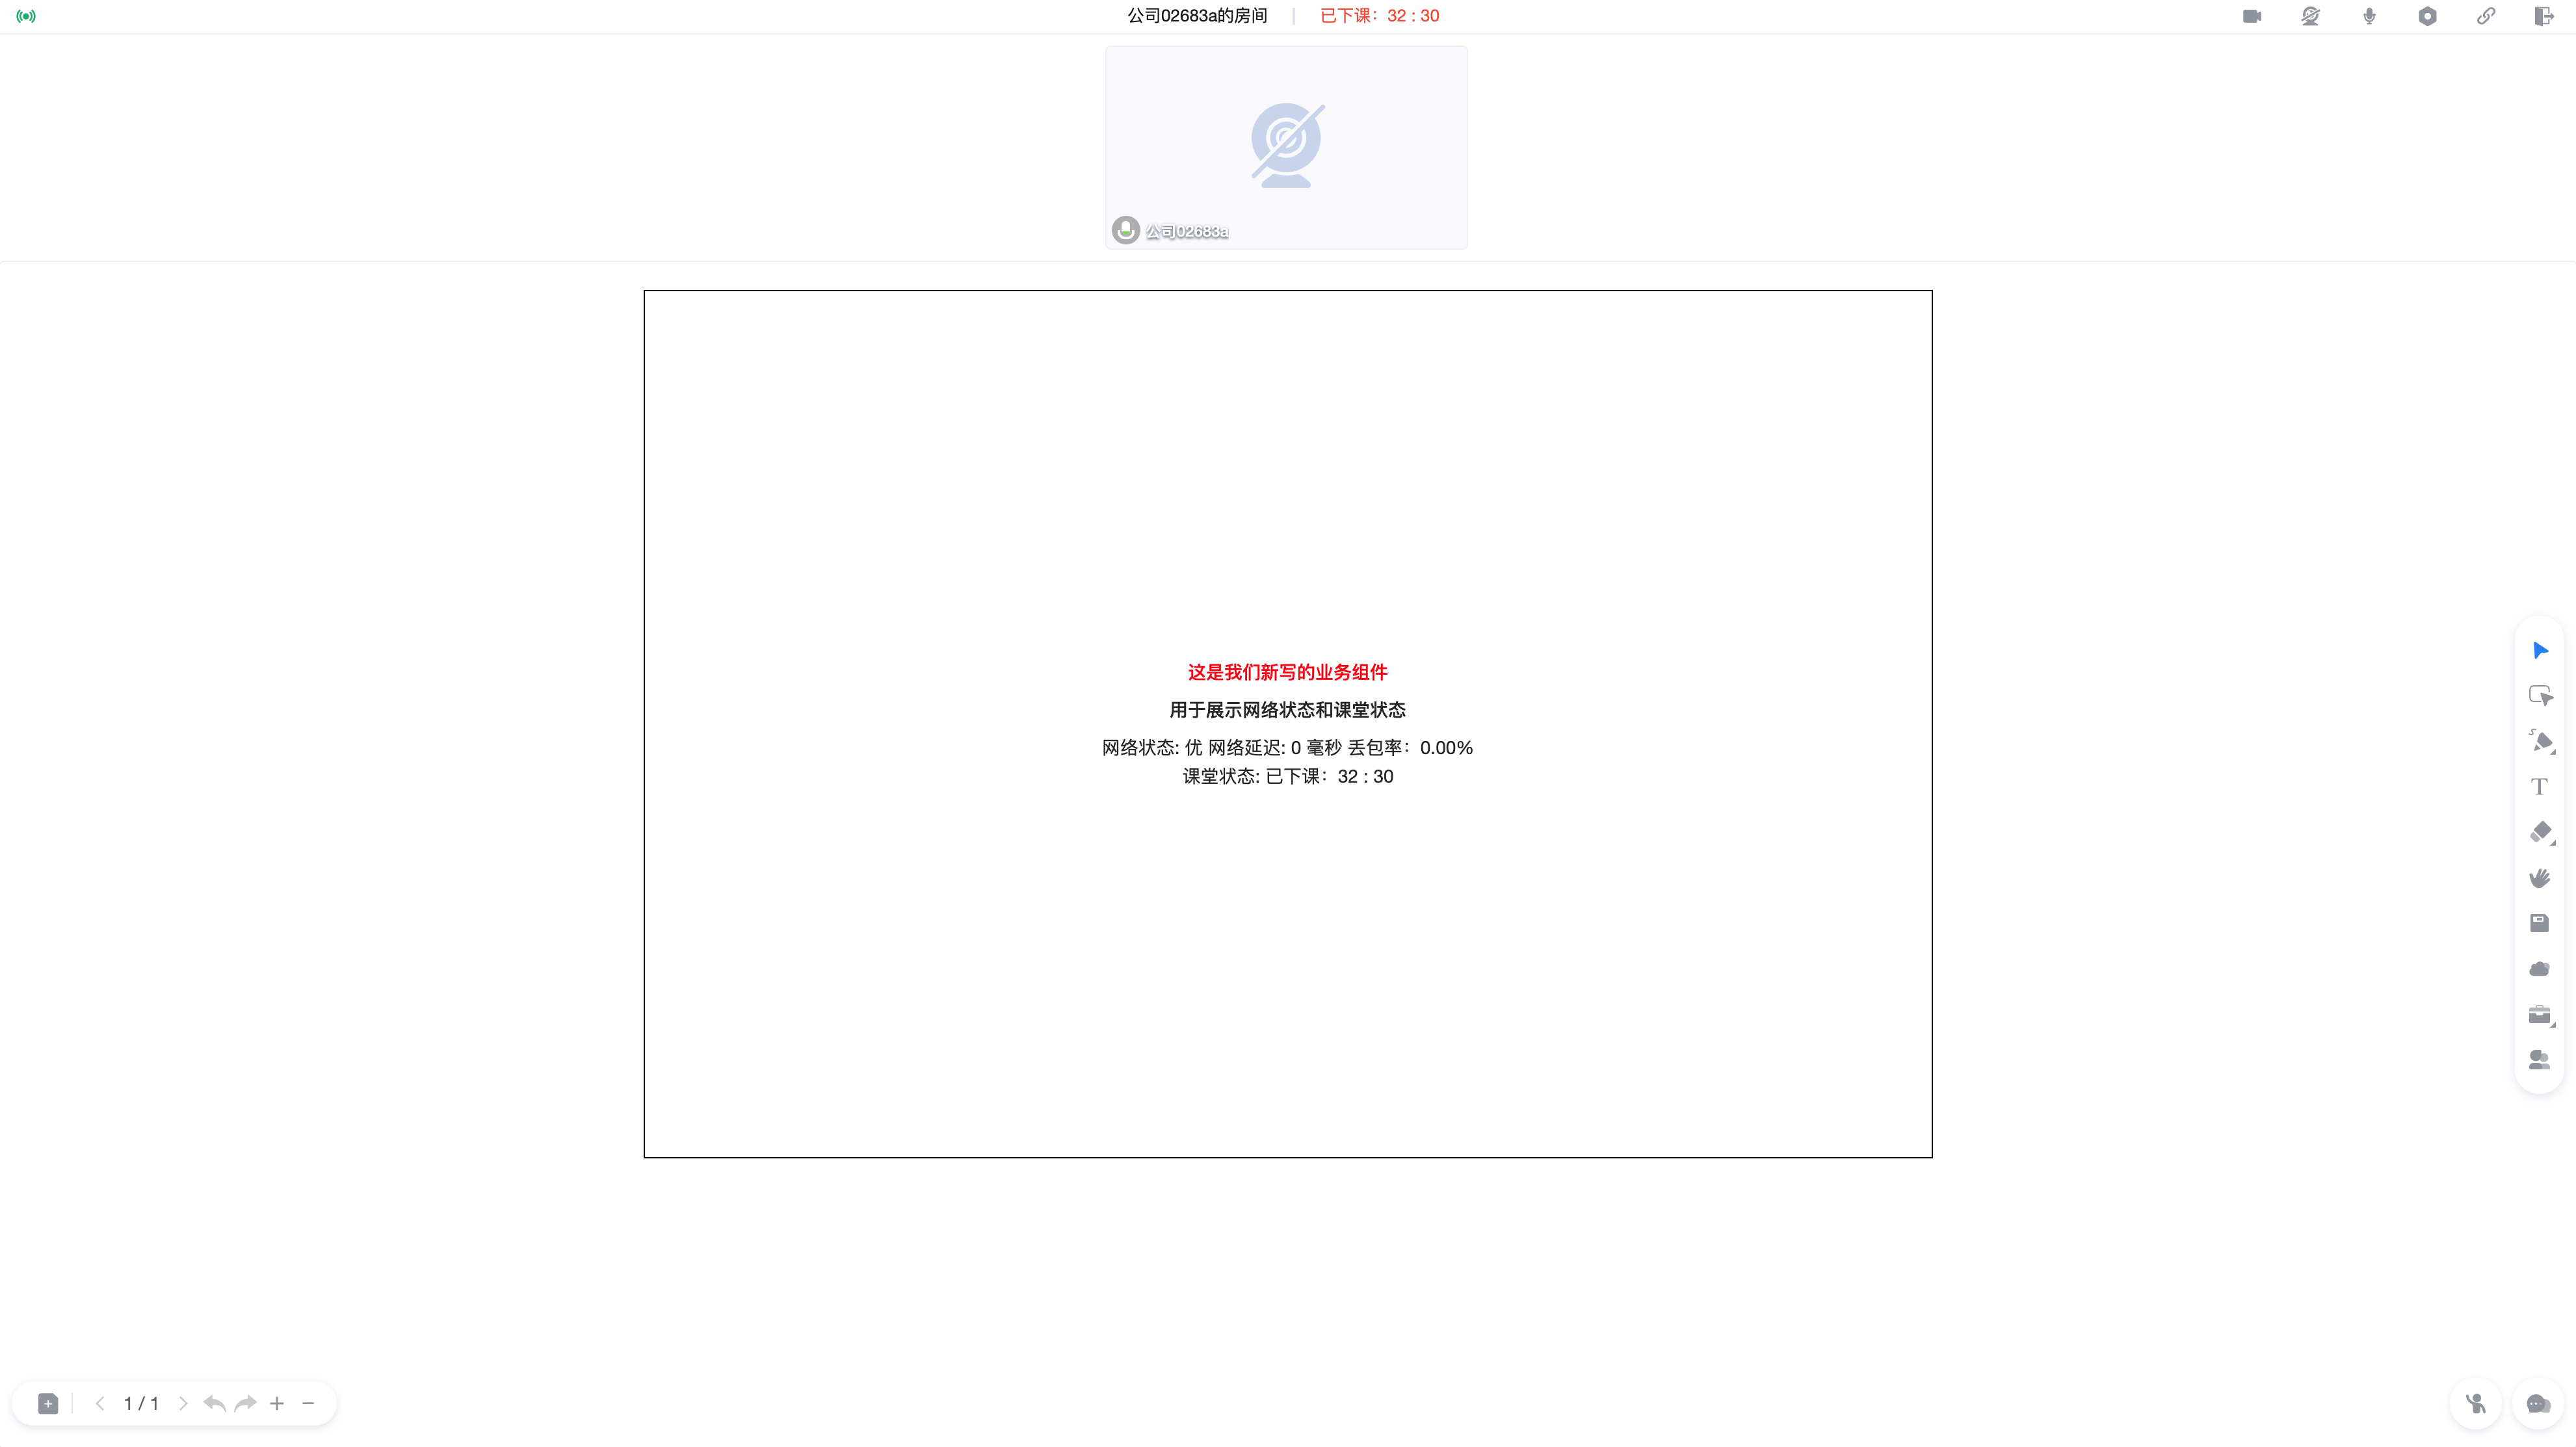 公司02683a的房间 | 已下课：32 : 30
公司02683a
这是我们新写的业务组件
用于展示网络状态和课堂状态
网络状态: 优 网络延迟: 0 毫秒 丢包率：0.00%
课堂状态: 已下课：32 : 30
T
1 / 1